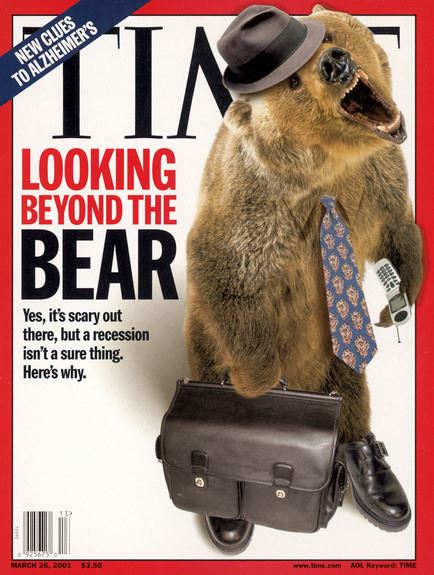 NEW CLUES
TO ALZHEIMER'S
TIM
LOOKING
BEYOND THE
BEAR
Yes, it's scary out
there, but a recession
isn't a sure thing.
Here's why.
MARCH 26, 2001 $3.50
www.time.com AOL Keyword: TIME